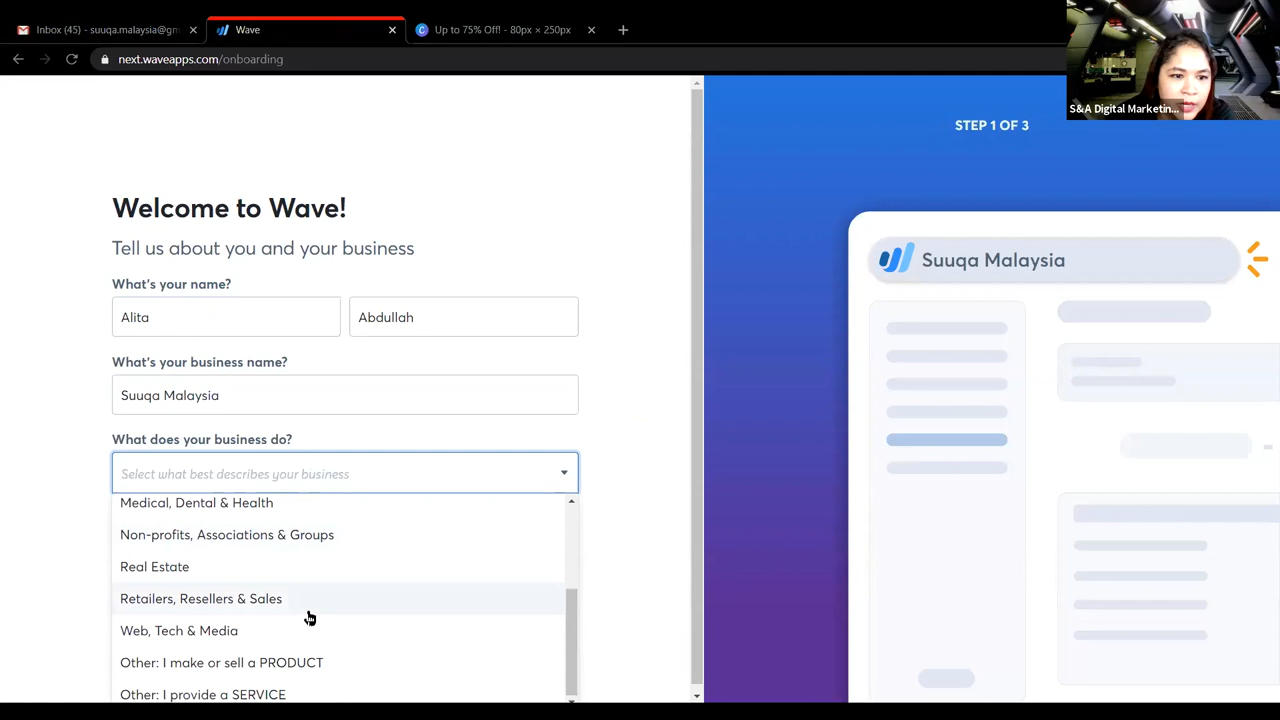 Inbox (45) - suuqa.malaysia@gm
Wave
Up to 75% Off! - 80px × 250px
next.waveapps.com/onboarding
S&A Digital Marketin...
STEP 1 OF 3
Welcome to Wave!
Tell us about you and your business
What's your name?
Alita
Abdullah
What's your business name?
Suuqa Malaysia
What does your business do?
Select what best describes your business
Medical, Dental & Health
Non-profits, Associations & Groups
Real Estate
Retailers, Resellers & Sales
Web, Tech & Media
Other: I make or sell a PRODUCT
Other: I provide a SERVICE
Suuqa Malaysia